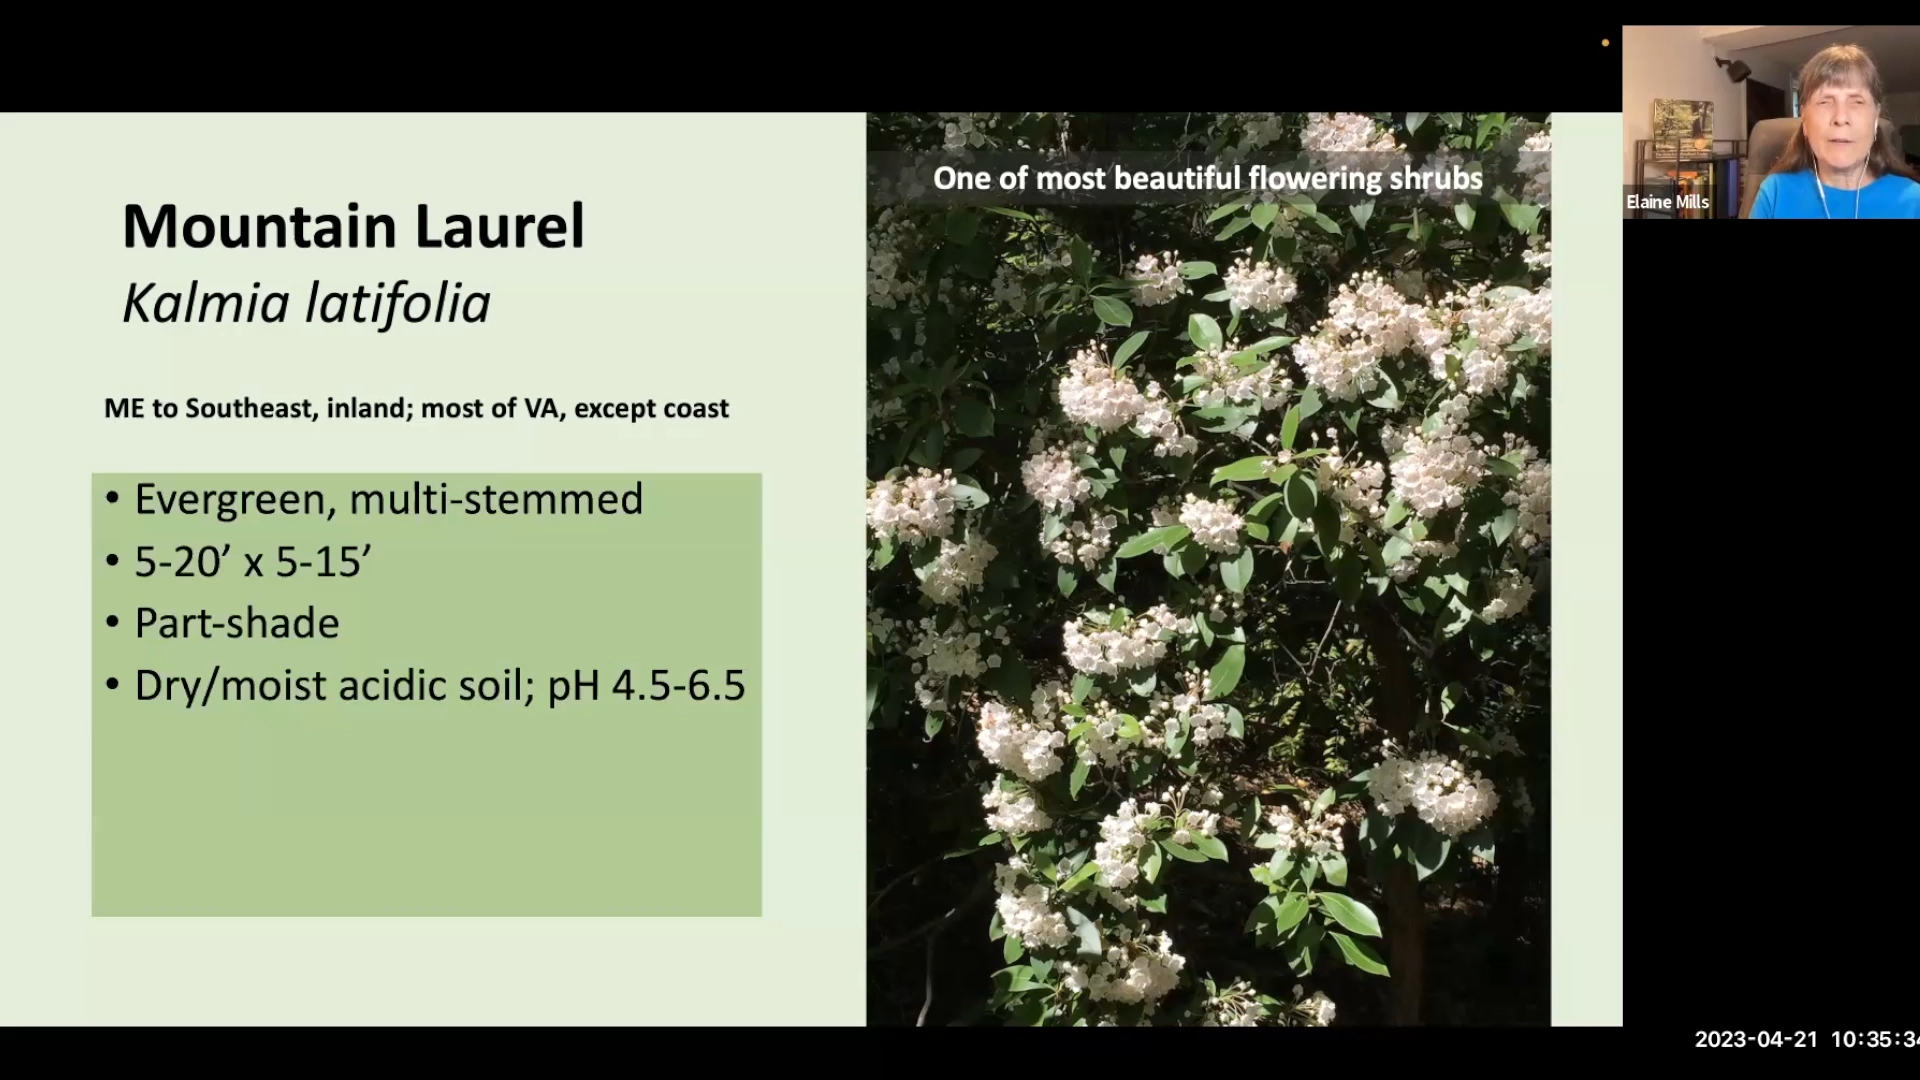 One of most beautiful flowering shrubs
Elaine Mills
Mountain Laurel
Kalmia latifolia
ME to Southeast, inland; most of VA, except coast
• Evergreen, multi-stemmed
• 5-20’ x 5-15’
• Part-shade
• Dry/moist acidic soil; pH 4.5-6.5
2023-04-21 10:35:34